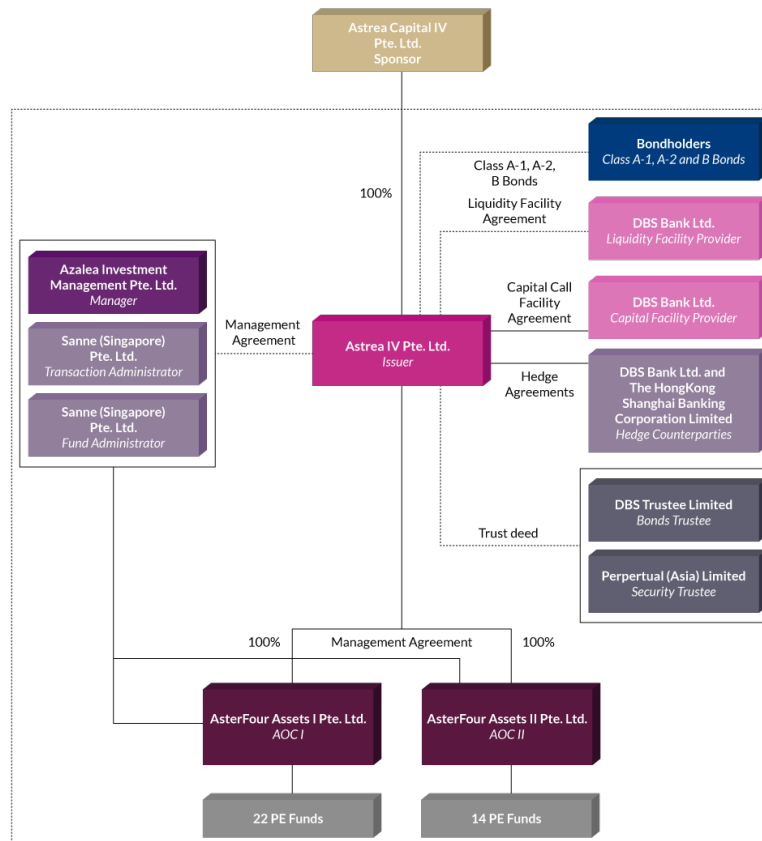 Astrea Capital IV
Pte. Ltd.
Sponsor
Bondholders
Class A-1, A-2 and B Bonds
Class A-1, A-2,
B Bonds
100%
Liquidity Facility
Agreement
DBS Bank Ltd.
Liquidity Facility Provider
Azalea Investment
Management Pte. Ltd.
Manager
Capital Call
Facility
Agreement
DBS Bank Ltd.
Capital Facility Provider
Management
Agreement
Sanne (Singapore)
Pte. Ltd.
Transaction Administrator
Astrea IV Pte. Ltd.
Issuer
Hedge
Agreements
DBS Bank Ltd. and
The HongKong
Shanghai Banking
Corporation Limited
Hedge Counterparties
Sanne (Singapore)
Pte. Ltd.
Fund Administrator
DBS Trustee Limited
Bonds Trustee
Trust deed
Perpertual (Asia) Limited
Security Trustee
100%
Management Agreement
100%
AsterFour Assets I Pte. Ltd.
AOC I
AsterFour Assets II Pte. Ltd.
AOC II
22 PE Funds
14 PE Funds